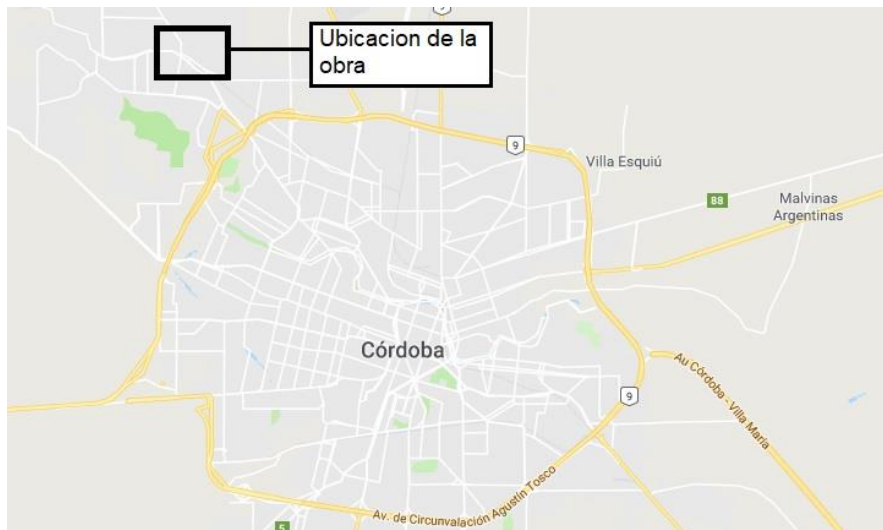 Ubicacion de la
obra
9
Villa Esquiú
88
Malvinas
Argentinas
Córdoba
Au Córdoba - Villa María
9
Av. de Circunvalación Agustín Tosco
5